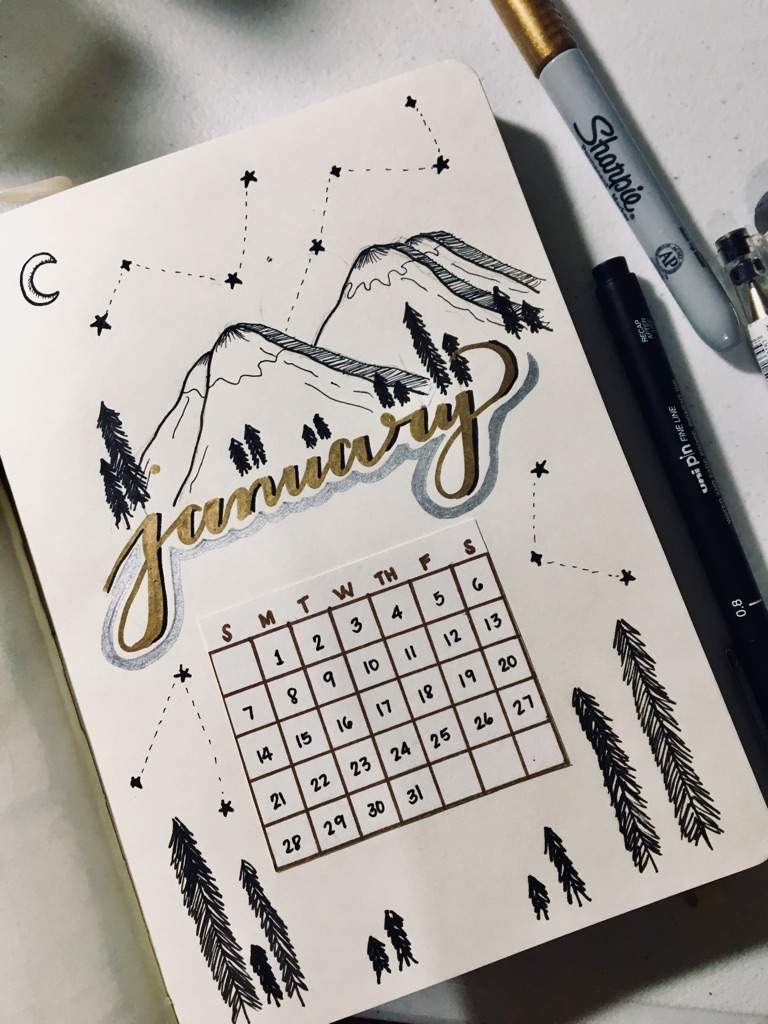 january
S M T W TH F S
1 2 3 4 5 6
7 8 9 10 11 12 13
14 15 16 17 18 19 20
21 22 23 24 25 26 27
28 29 30 31
Sharpie.
AP
RECAP AFTER
uni pin FINE LINE
0.8